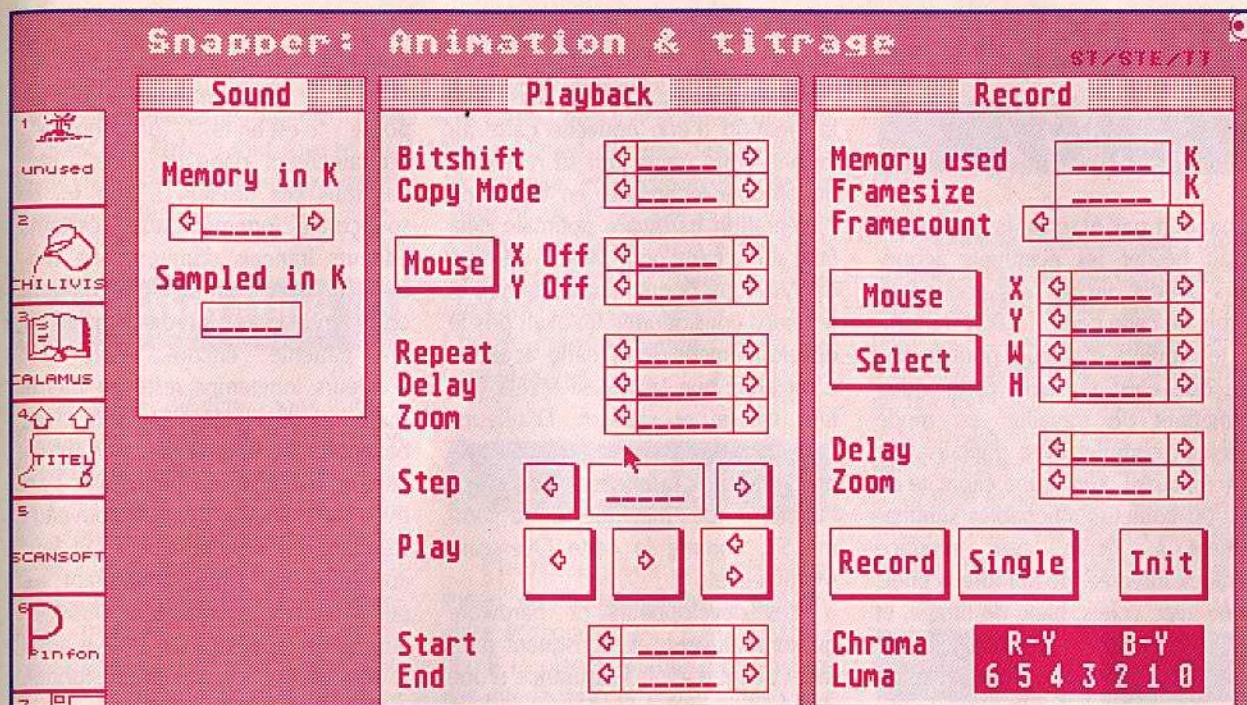 Snapper: Animation & titrage
ST/STE/TT
1
unused
2
CHILIVIS
3
CALAMUS
4
TITEL
5
SCANSOFT
6
Pinfon
7
Sound
Memory in K
Sampled in K
Playback
Bitshift
Copy Mode
Mouse
X Off
Y Off
Repeat
Delay
Zoom
Step
Play
Start
End
Record
Memory used K
Framesize K
Framecount
Mouse X
Y
Select W
H
Delay
Zoom
Record Single Init
Chroma R-Y B-Y
Luma 6 5 4 3 2 1 0